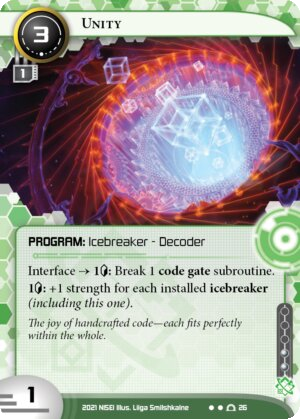 3
UNITY
1
PROGRAM: Icebreaker - Decoder
Interface → 1: Break 1 code gate subroutine.
1: +1 strength for each installed icebreaker
(including this one).
The joy of handcrafted code—each fits perfectly
within the whole.
1
2021 NISEI Illus. Liiga Smilshkalne
26